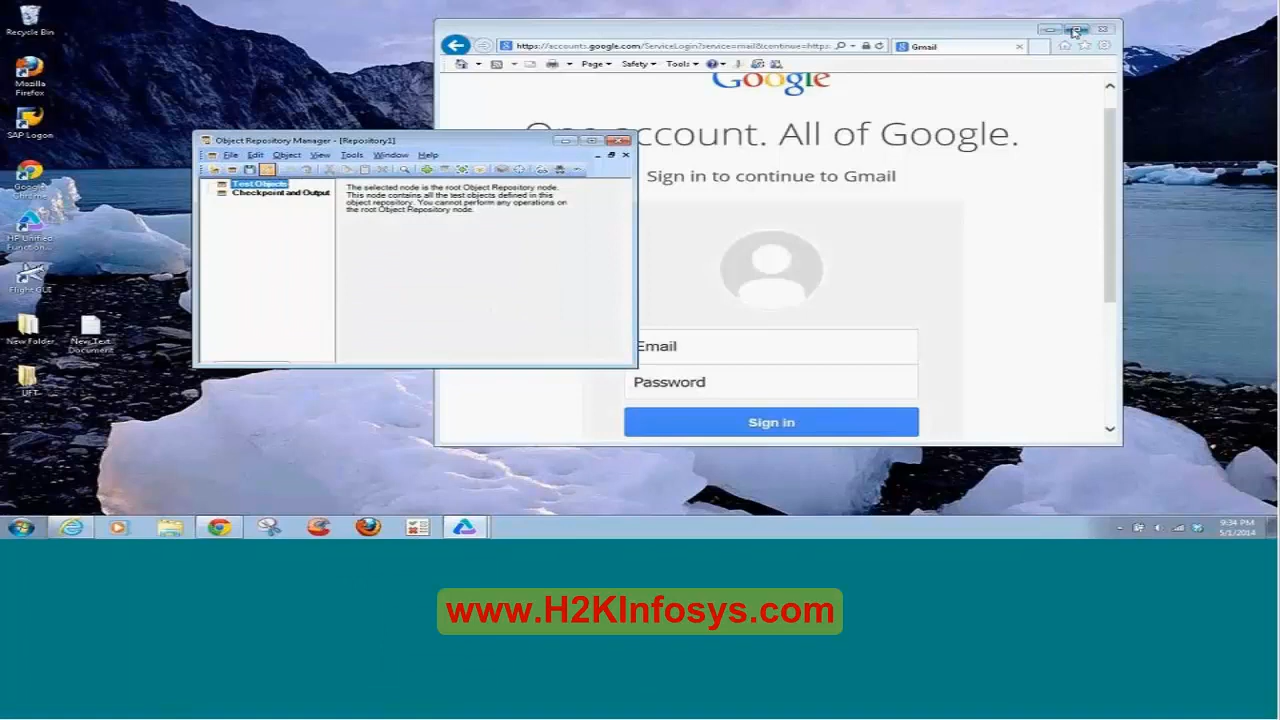 Recycle Bin
Mozilla Firefox
SAP Logon
Google Chrome
HP Unified Function...
Flight GUI
New Folder
New Text Document
UFT
https://accounts.google.com/ServiceLogin?service=mail&continue=https:
Gmail
Page
Safety
Tools
Google
account. All of Google.
Sign in to continue to Gmail
Email
Password
Sign in
Object Repository Manager - [Repository1]
File Edit Object View Tools Window Help
Test Objects
Checkpoint and Output
The selected node is the root Object Repository node.
This node contains all the test objects defined in this
object repository. You cannot perform any operations on
the root Object Repository node.
9:34 PM
5/1/2014
www.H2KInfosys.com